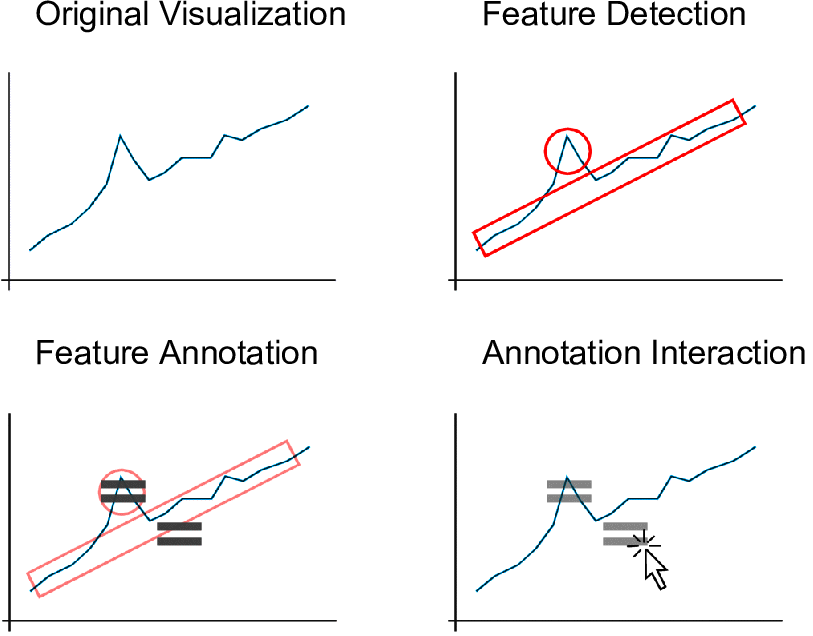 Original Visualization
Feature Detection
Feature Annotation
Annotation Interaction